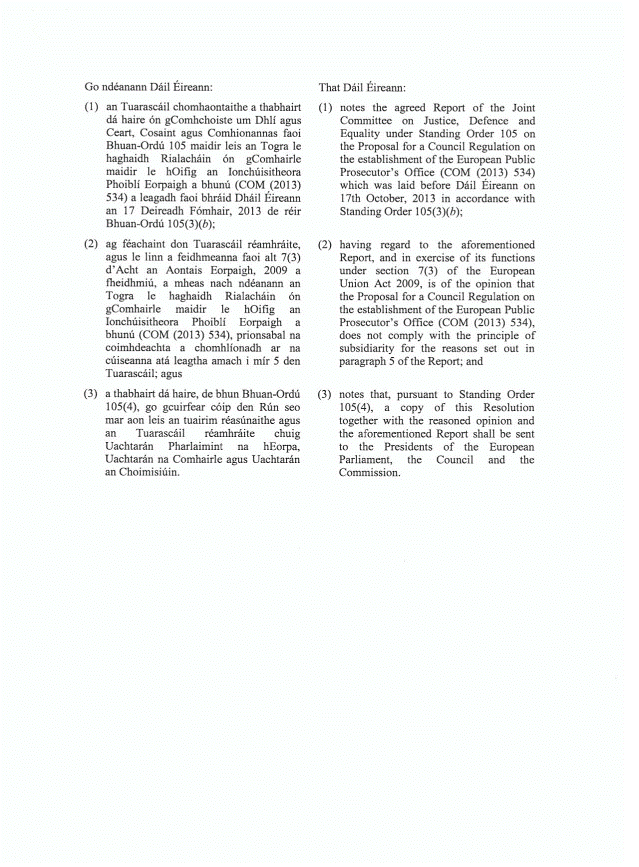 Go ndéanann Dáil Éireann:
(1) an Tuarascáil chomhaontaithe a thabhairt
dá haire ón gComhchoiste um Dhlí agus
Ceart, Cosaint agus Comhionannas faoi
Bhuan-Ordú 105 maidir leis an Togra le
haghaidh Rialacháin ón gComhairle
maidir le hOifig an Ionchúisitheora
Phoiblí Eorpaigh a bhunú (COM (2013)
534) a leagadh faoi bhráid Dháil Éireann
an 17 Deireadh Fómhair, 2013 de réir
Bhuan-Ordú 105(3)(b);
(2) ag féachaint don Tuarascáil réamhráite,
agus le linn a feidhmeanna faoi alt 7(3)
d’Acht an Aontais Eorpaigh, 2009 a
fheidhmiú, a mheas nach ndéanann an
Togra le haghaidh Rialacháin ón
gComhairle maidir le hOifig an
Ionchúisitheora Phoiblí Eorpaigh a
bhunú (COM (2013) 534), prionsabal na
coimhdeachta a chomhlíonadh ar na
cúiseanna atá leagtha amach i mír 5 den
Tuarascáil; agus
(3) a thabhairt dá haire, de bhun Bhuan-Ordú
105(4), go gcuirfear cóip den Rún seo
mar aon leis an tuairim réasúnaithe agus
an Tuarascáil réamhráite chuig
Uachtarán Pharlaimint na hEorpa,
Uachtarán na Comhairle agus Uachtarán
an Choimisiúin.
That Dáil Éireann:
(1) notes the agreed Report of the Joint
Committee on Justice, Defence and
Equality under Standing Order 105 on
the Proposal for a Council Regulation on
the establishment of the European Public
Prosecutor’s Office (COM (2013) 534)
which was laid before Dáil Éireann on
17th October, 2013 in accordance with
Standing Order 105(3)(b);
(2) having regard to the aforementioned
Report, and in exercise of its functions
under section 7(3) of the European
Union Act 2009, is of the opinion that
the Proposal for a Council Regulation on
the establishment of the European Public
Prosecutor’s Office (COM (2013) 534),
does not comply with the principle of
subsidiarity for the reasons set out in
paragraph 5 of the Report; and
(3) notes that, pursuant to Standing Order
105(4), a copy of this Resolution
together with the reasoned opinion and
the aforementioned Report shall be sent
to the Presidents of the European
Parliament, the Council and the
Commission.